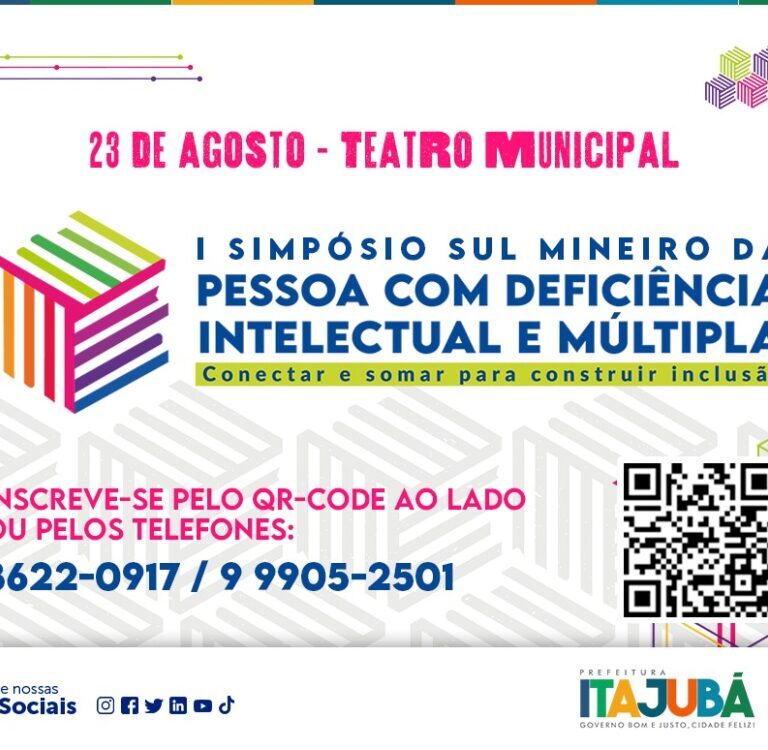 23 DE AGOSTO - TEATRO MUNICIPAL
I SIMPÓSIO SUL MINEIRO DA
PESSOA COM DEFICIÊNCIA
INTELECTUAL E MÚLTIPLA
Conectar e somar para construir inclusã
NSCREVE-SE PELO QR-CODE AO LADO
OU PELOS TELEFONES:
3622-0917 / 9 9905-2501
e nossas
Sociais
PREFEITURA
ITAJUBÁ
GOVERNO BOM E JUSTO, CIDADE FELIZ!